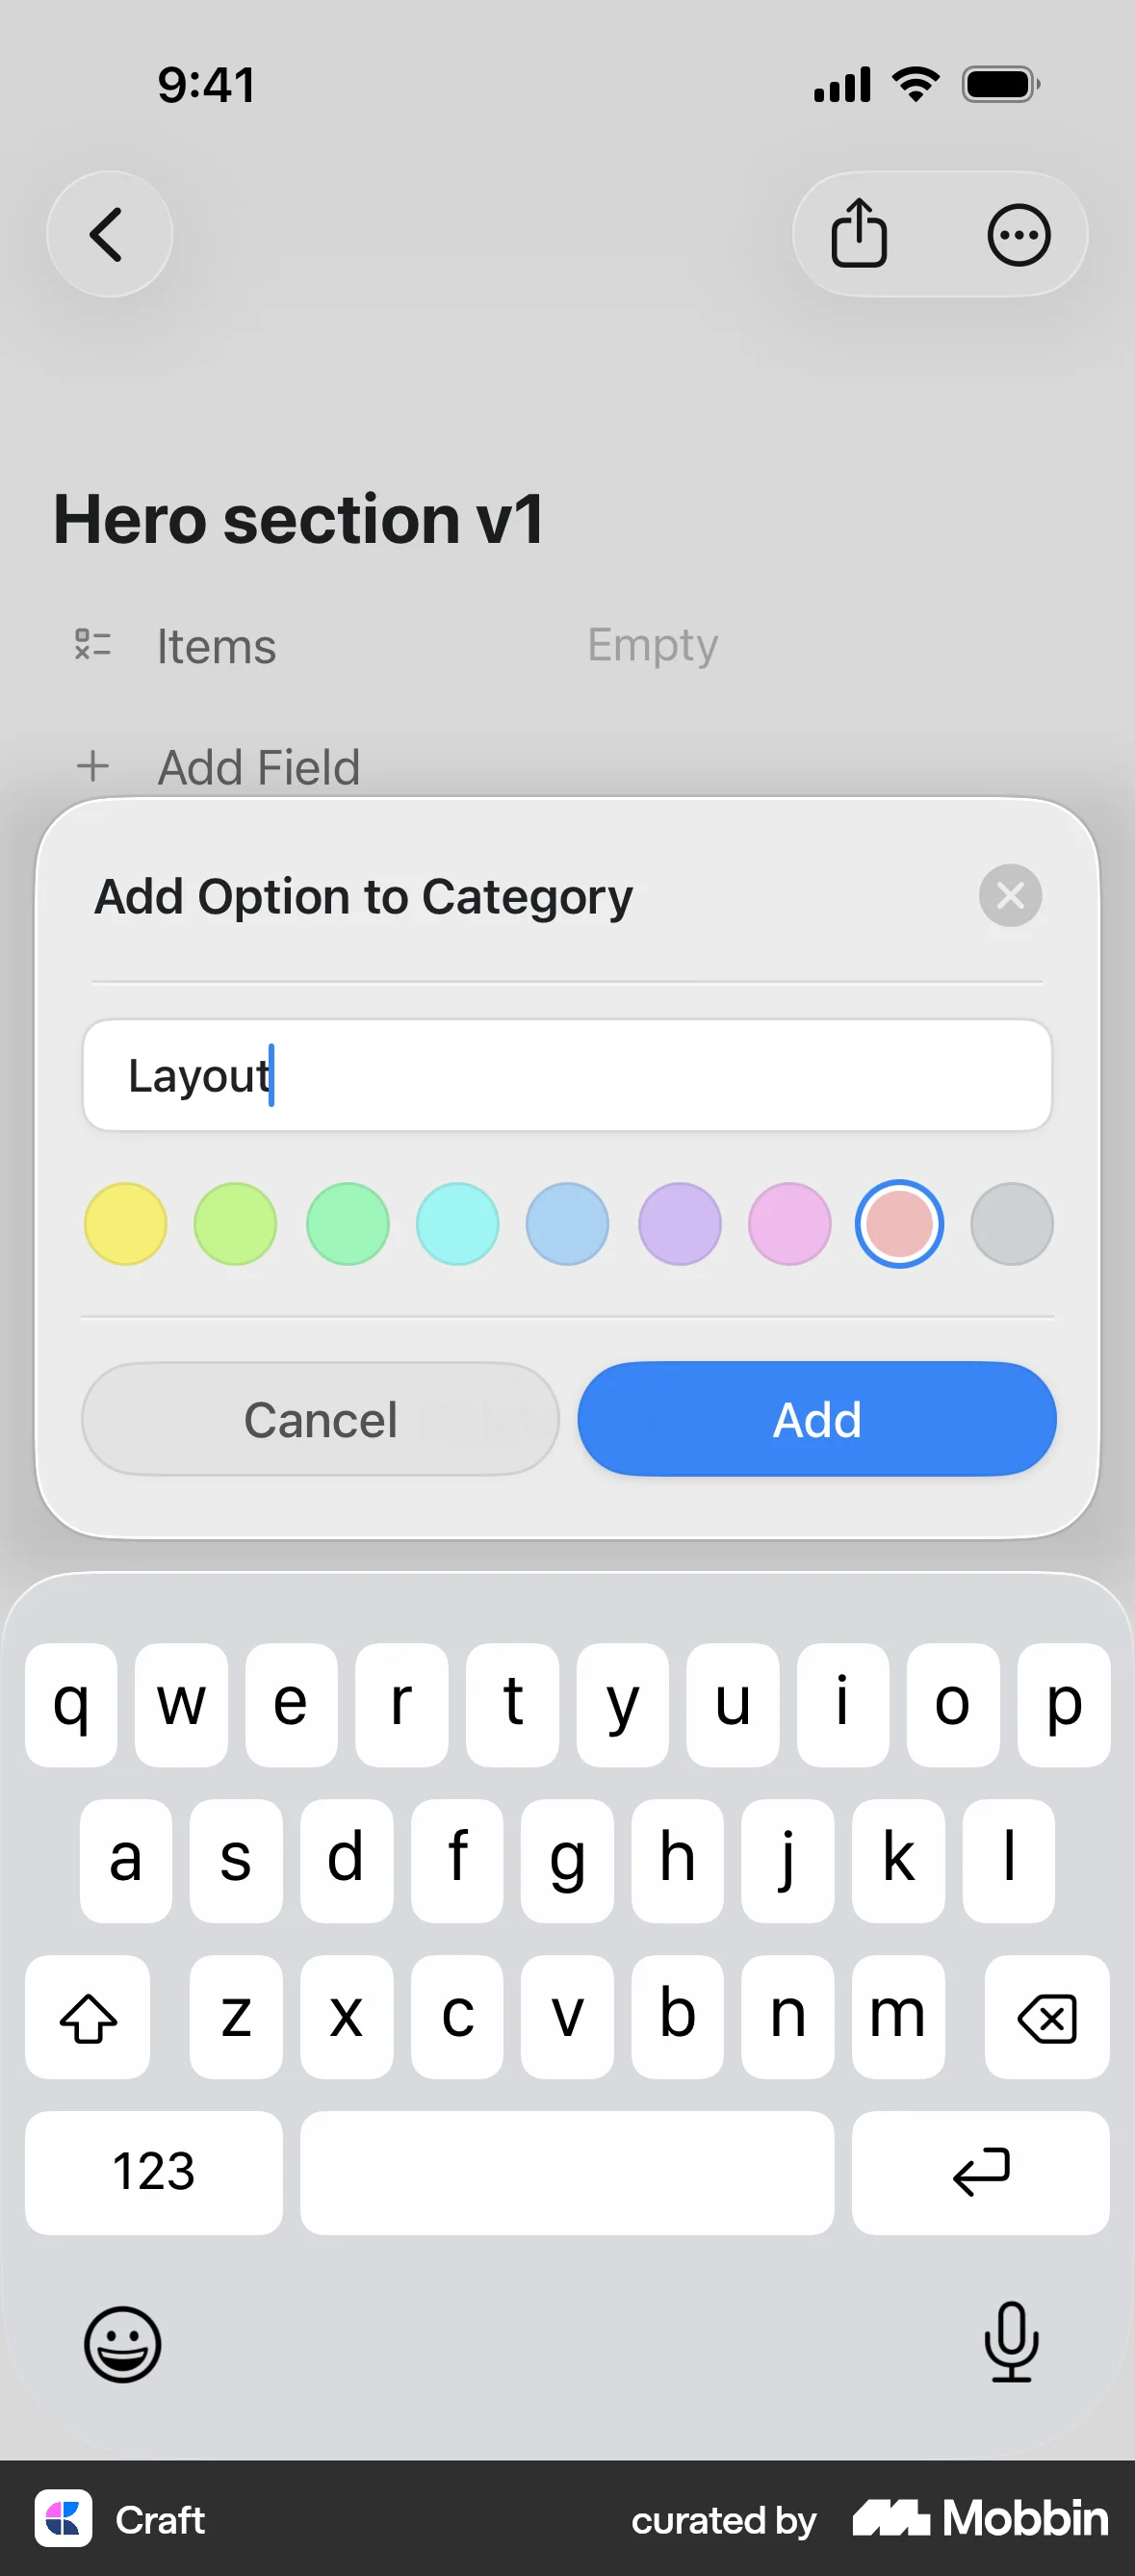 9:41
Hero section v1
Items Empty
Add Field
Add Option to Category
Layout
Cancel Add
q w e r t y u i o p
a s d f g h j k l
z x c v b n m
123
Craft curated by Mobbin